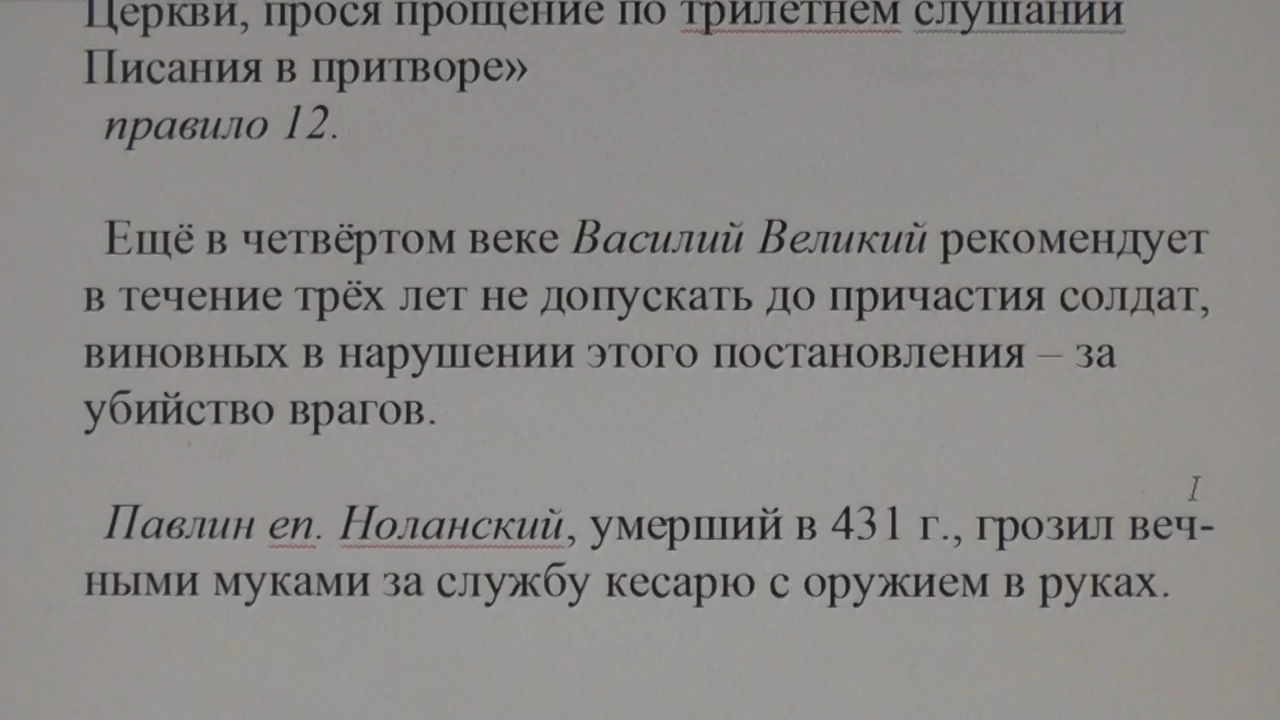 Церкви, прося прощение по трилетнем слушании
Писания в притворе»
правило 12.
Ещё в четвёртом веке Василий Великий рекомендует
в течение трёх лет не допускать до причастия солдат,
виновных в нарушении этого постановления – за
убийство врагов.
Павлин еп. Ноланский, умерший в 431 г., грозил веч-
ными муками за службу кесарю с оружием в руках.